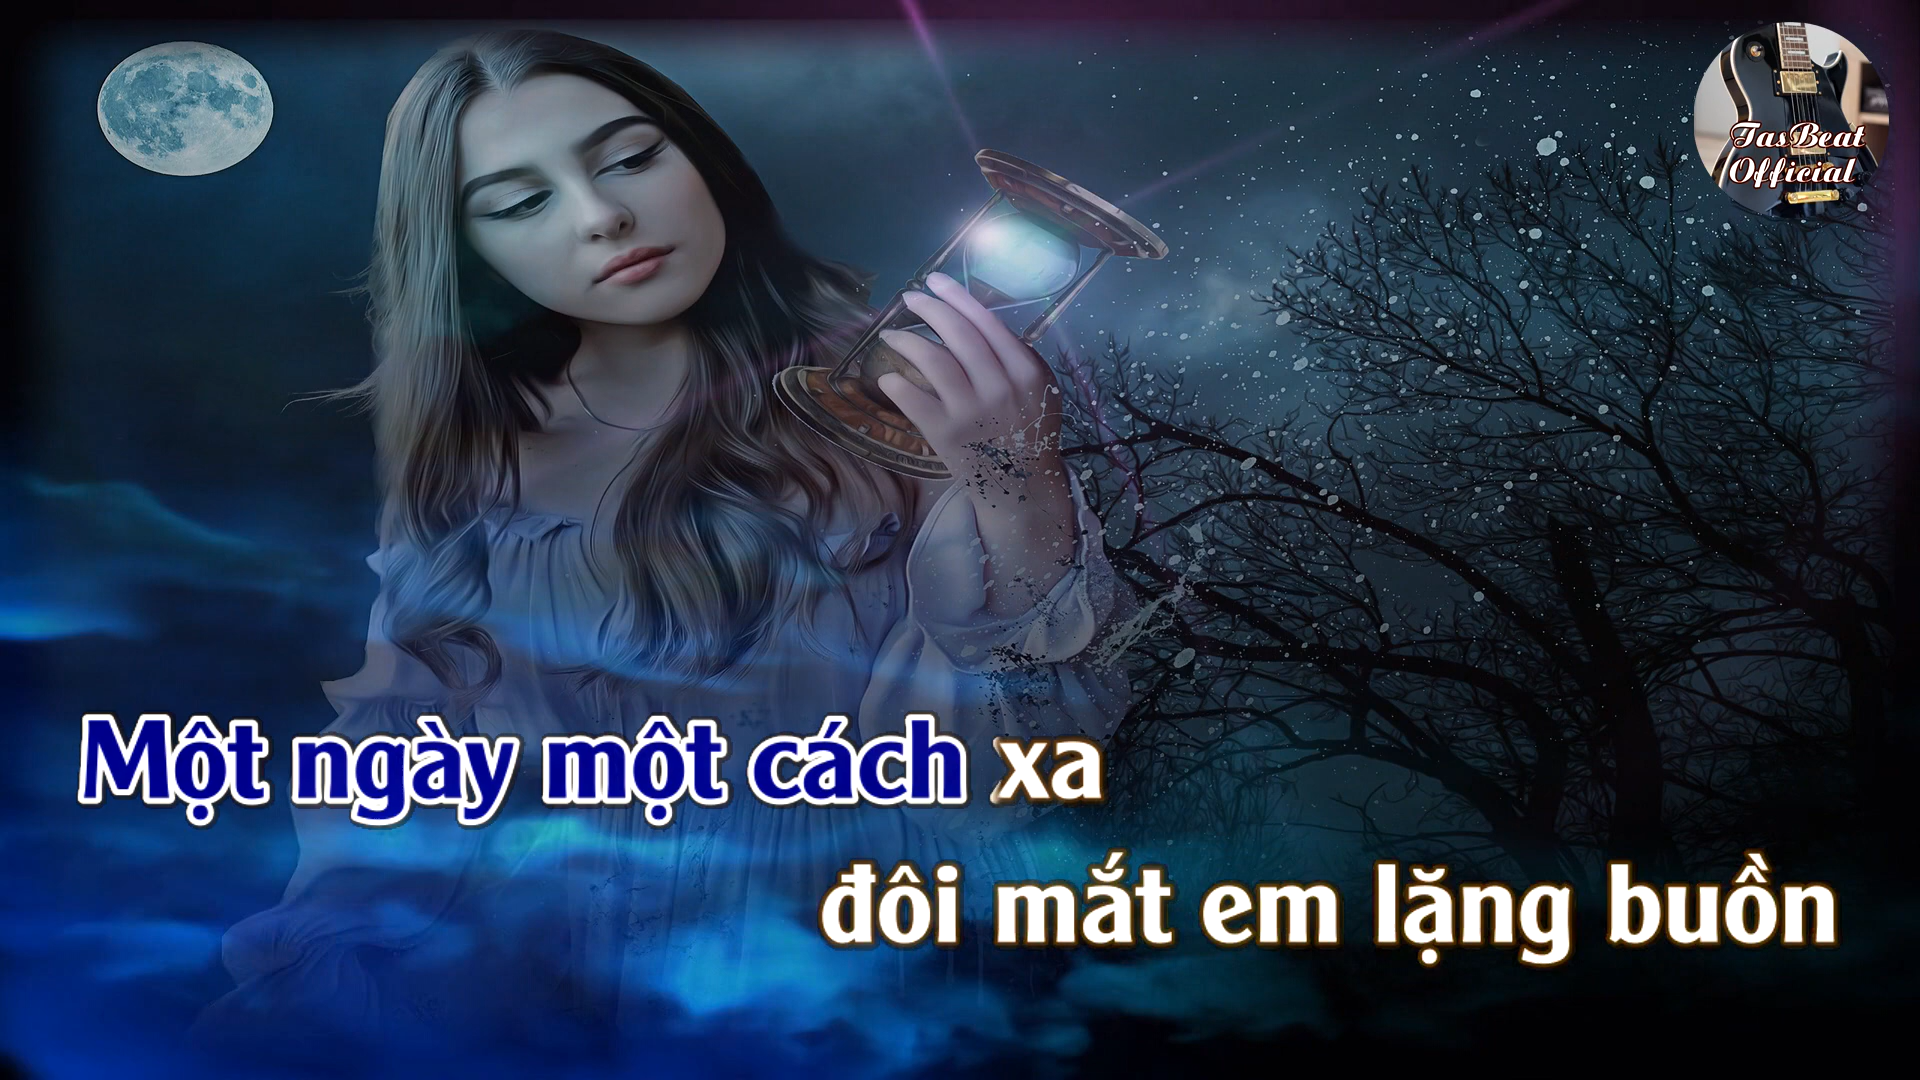 TasBeat
Official
Một ngày một cách xa
đôi mắt em lặng buồn